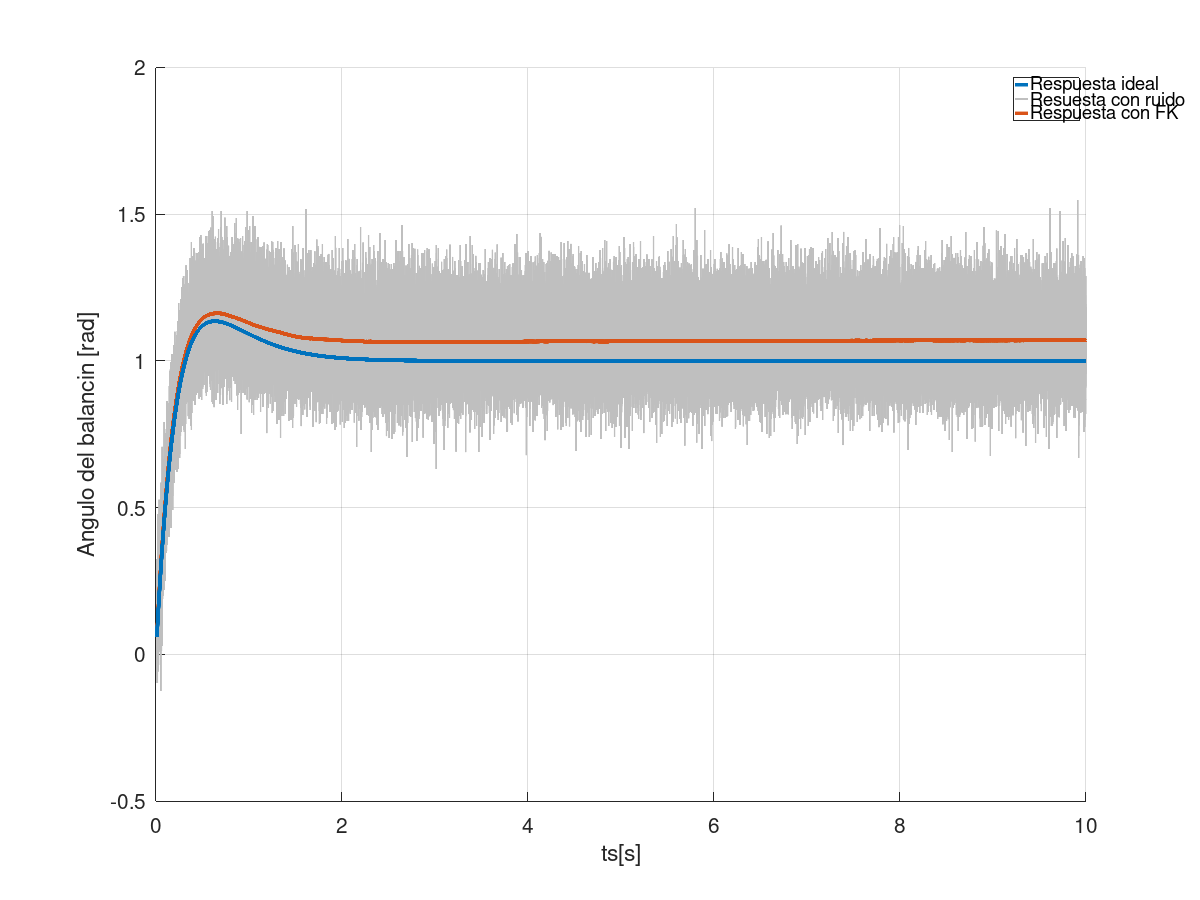 2
Respuesta ideal
Resuesta con ruido
Respuesta con FK
1.5
1
0.5
0
-0.5
Angulo del balancin [rad]
0 2 4 6 8 10
ts[s]